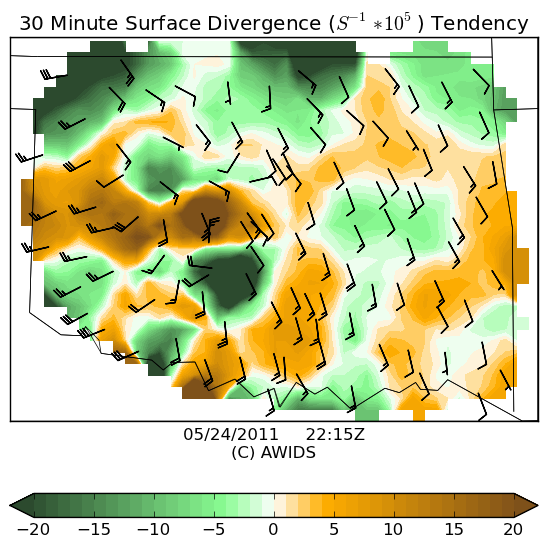 30 Minute Surface Divergence (S⁻¹ *10⁵ ) Tendency
05/24/2011 22:15Z
(C) AWIDS
−20 −15 −10 −5 0 5 10 15 20